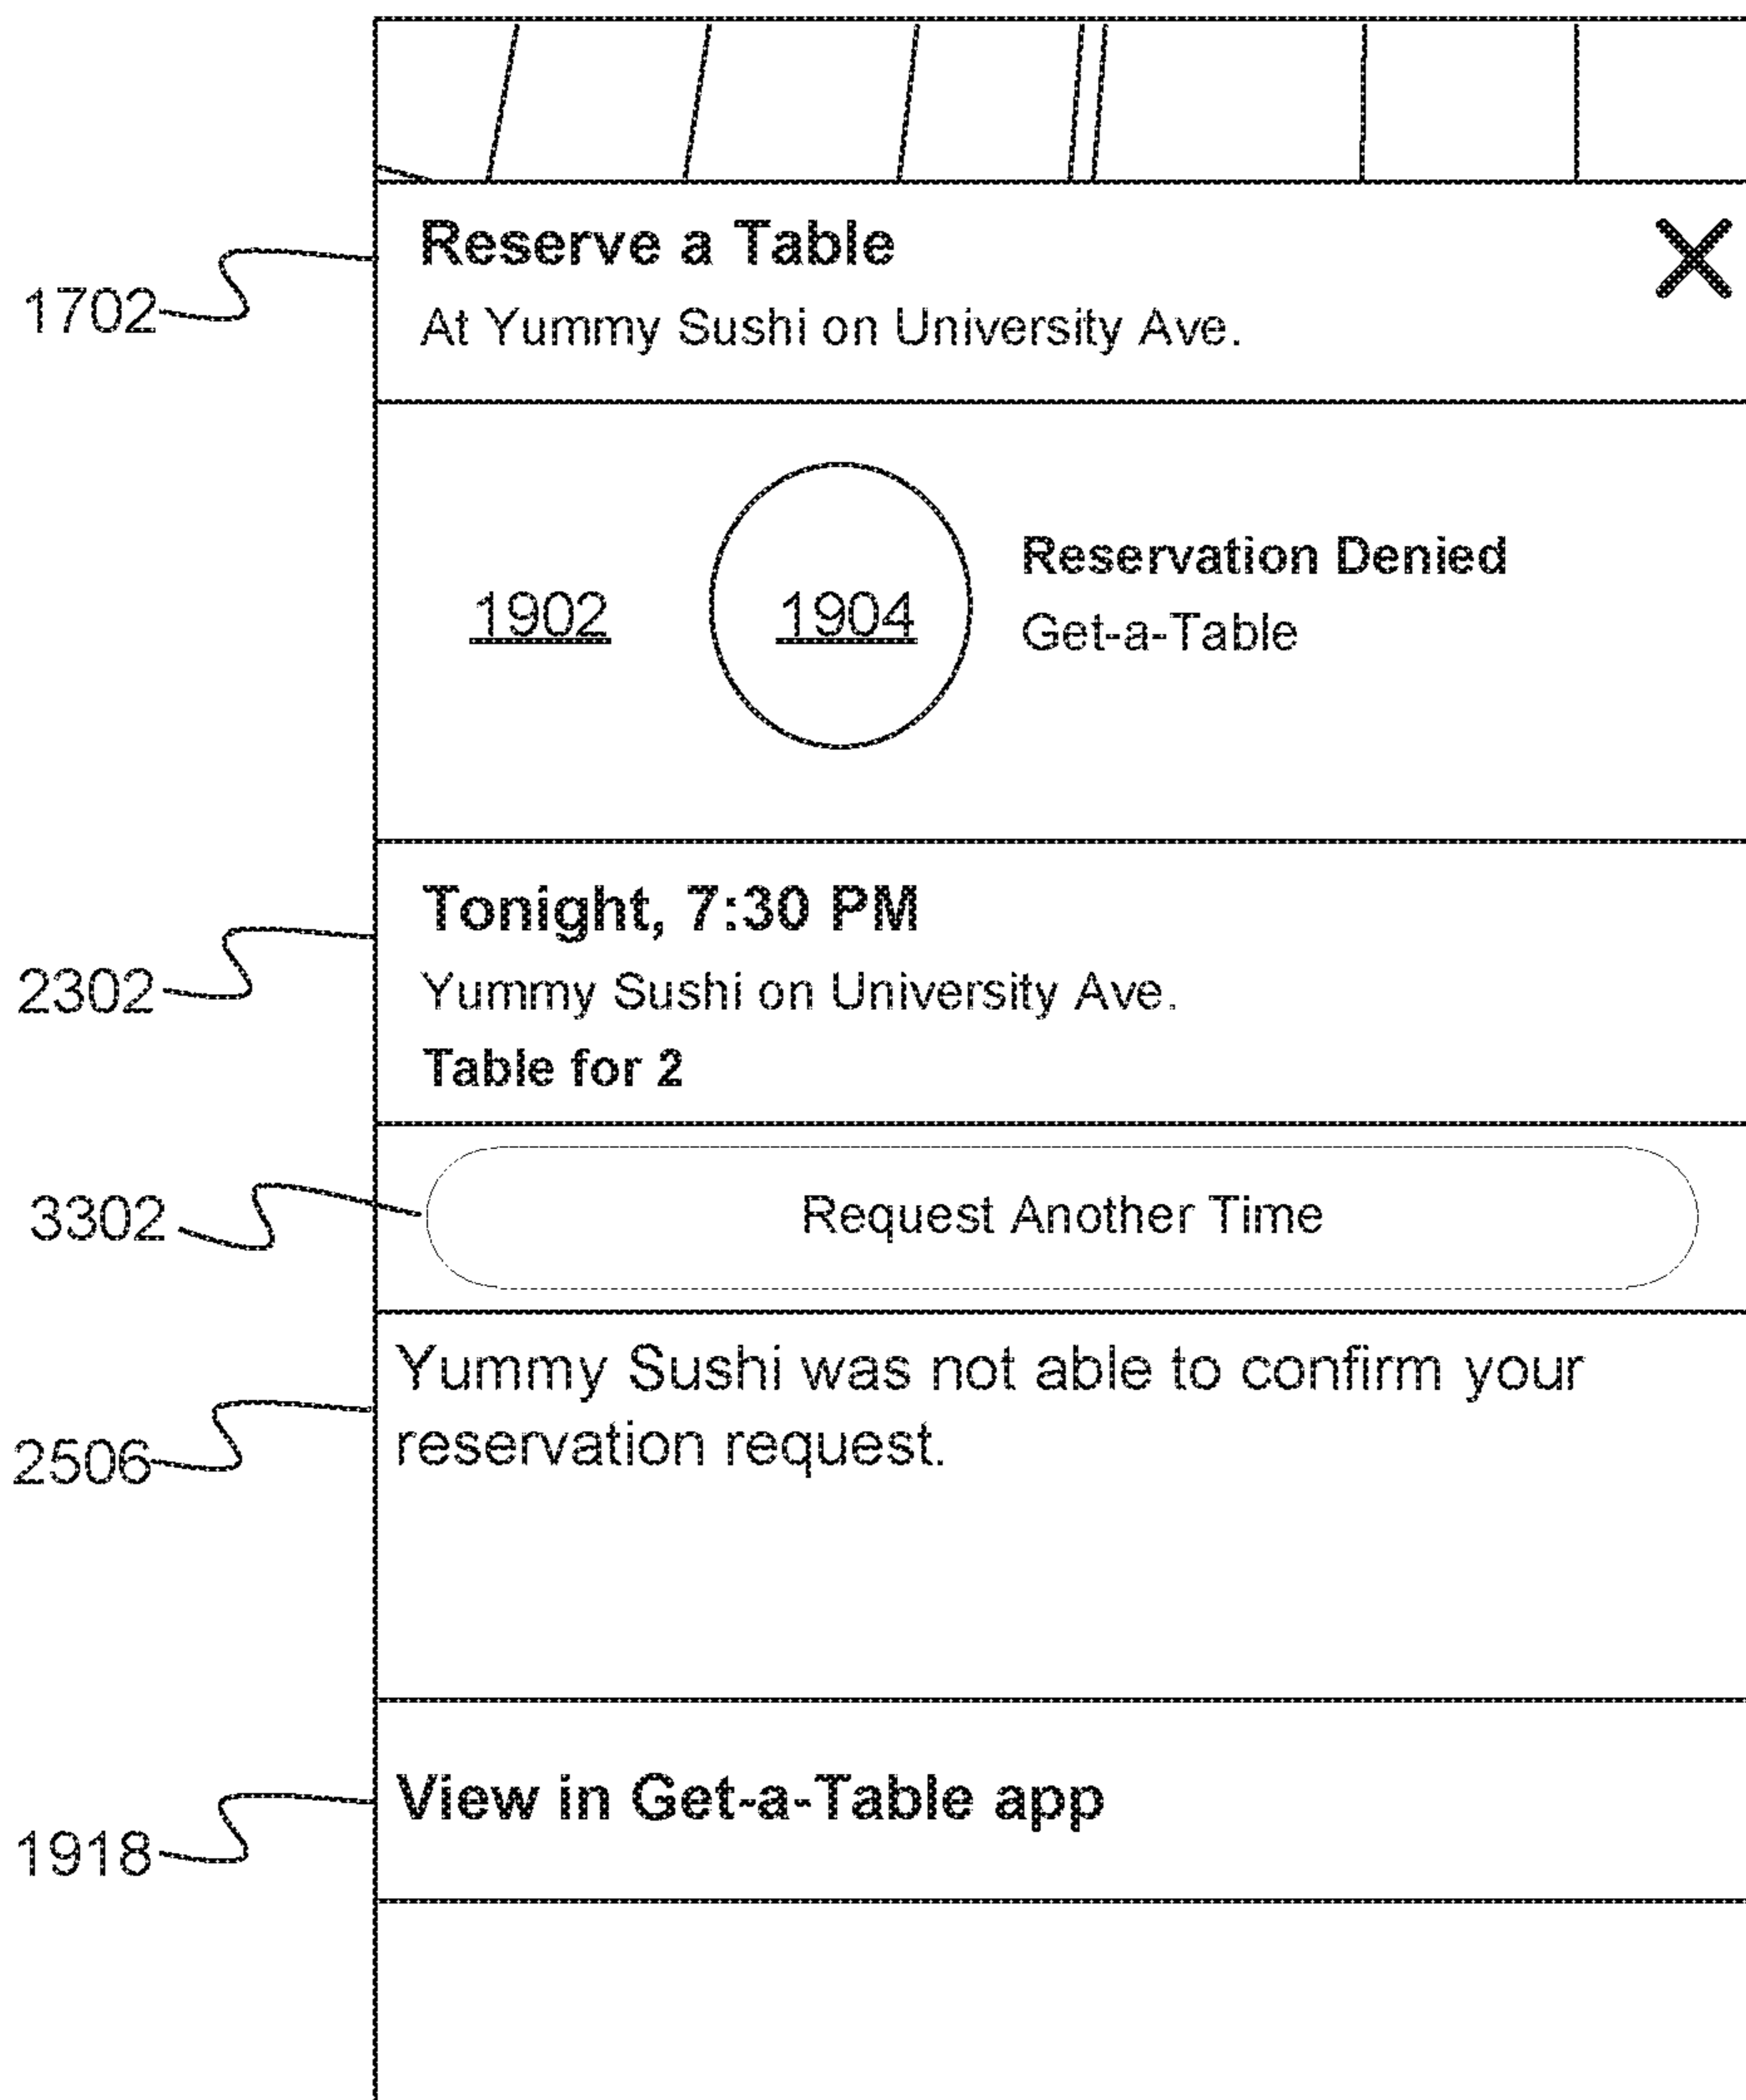 Reserve a Table
At Yummy Sushi on University Ave.
1702
Reservation Denied
1902
1904
Get-a-Table
Tonight, 7:30 PM
2302
Yummy Sushi on University Ave.
Table for 2
3302
Request Another Time
Yummy Sushi was not able to confirm your
reservation request.
2506
View in Get-a-Table app
1918